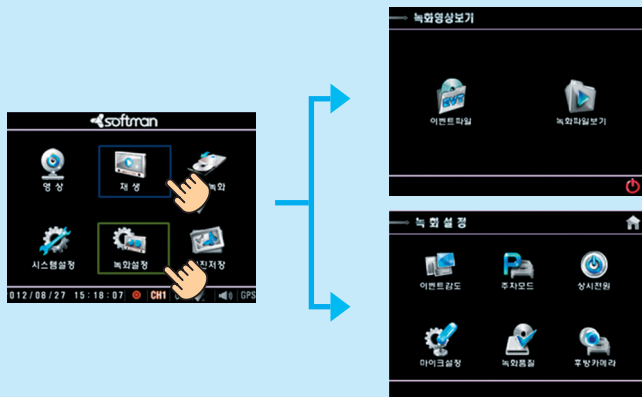 softman
영 상
재 생
녹화
시스템설정
녹화설정
진저장
012/08/27 15:18:07 CH1 GPS
녹화영상보기
EVT
이벤트파일
녹화파일보기
녹 화 설 정
이벤트감도
주차모드
상시전원
마이크설정
녹화품질
후방카메라